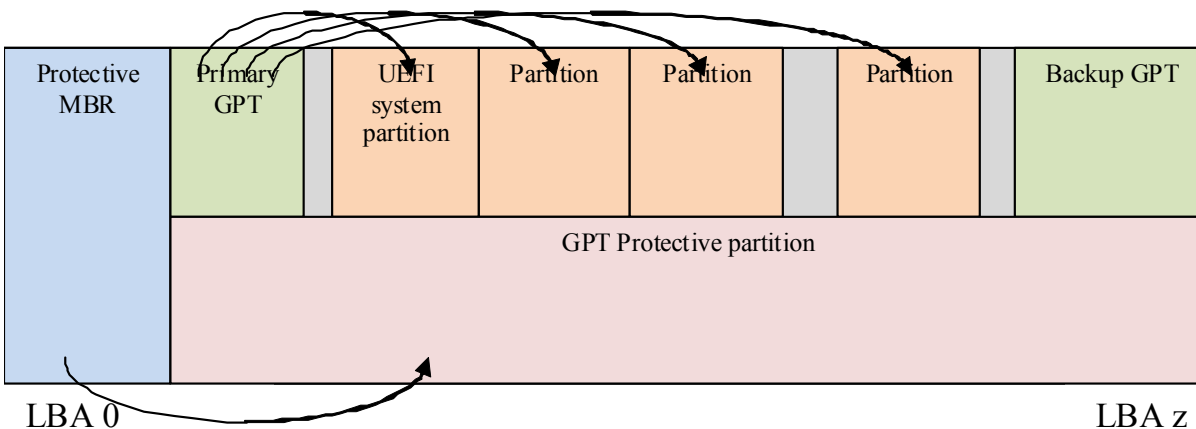 Protective
MBR
Primary
GPT
UEFI
system
partition
Partition
Partition
Partition
Backup GPT
GPT Protective partition
LBA 0
LBA z